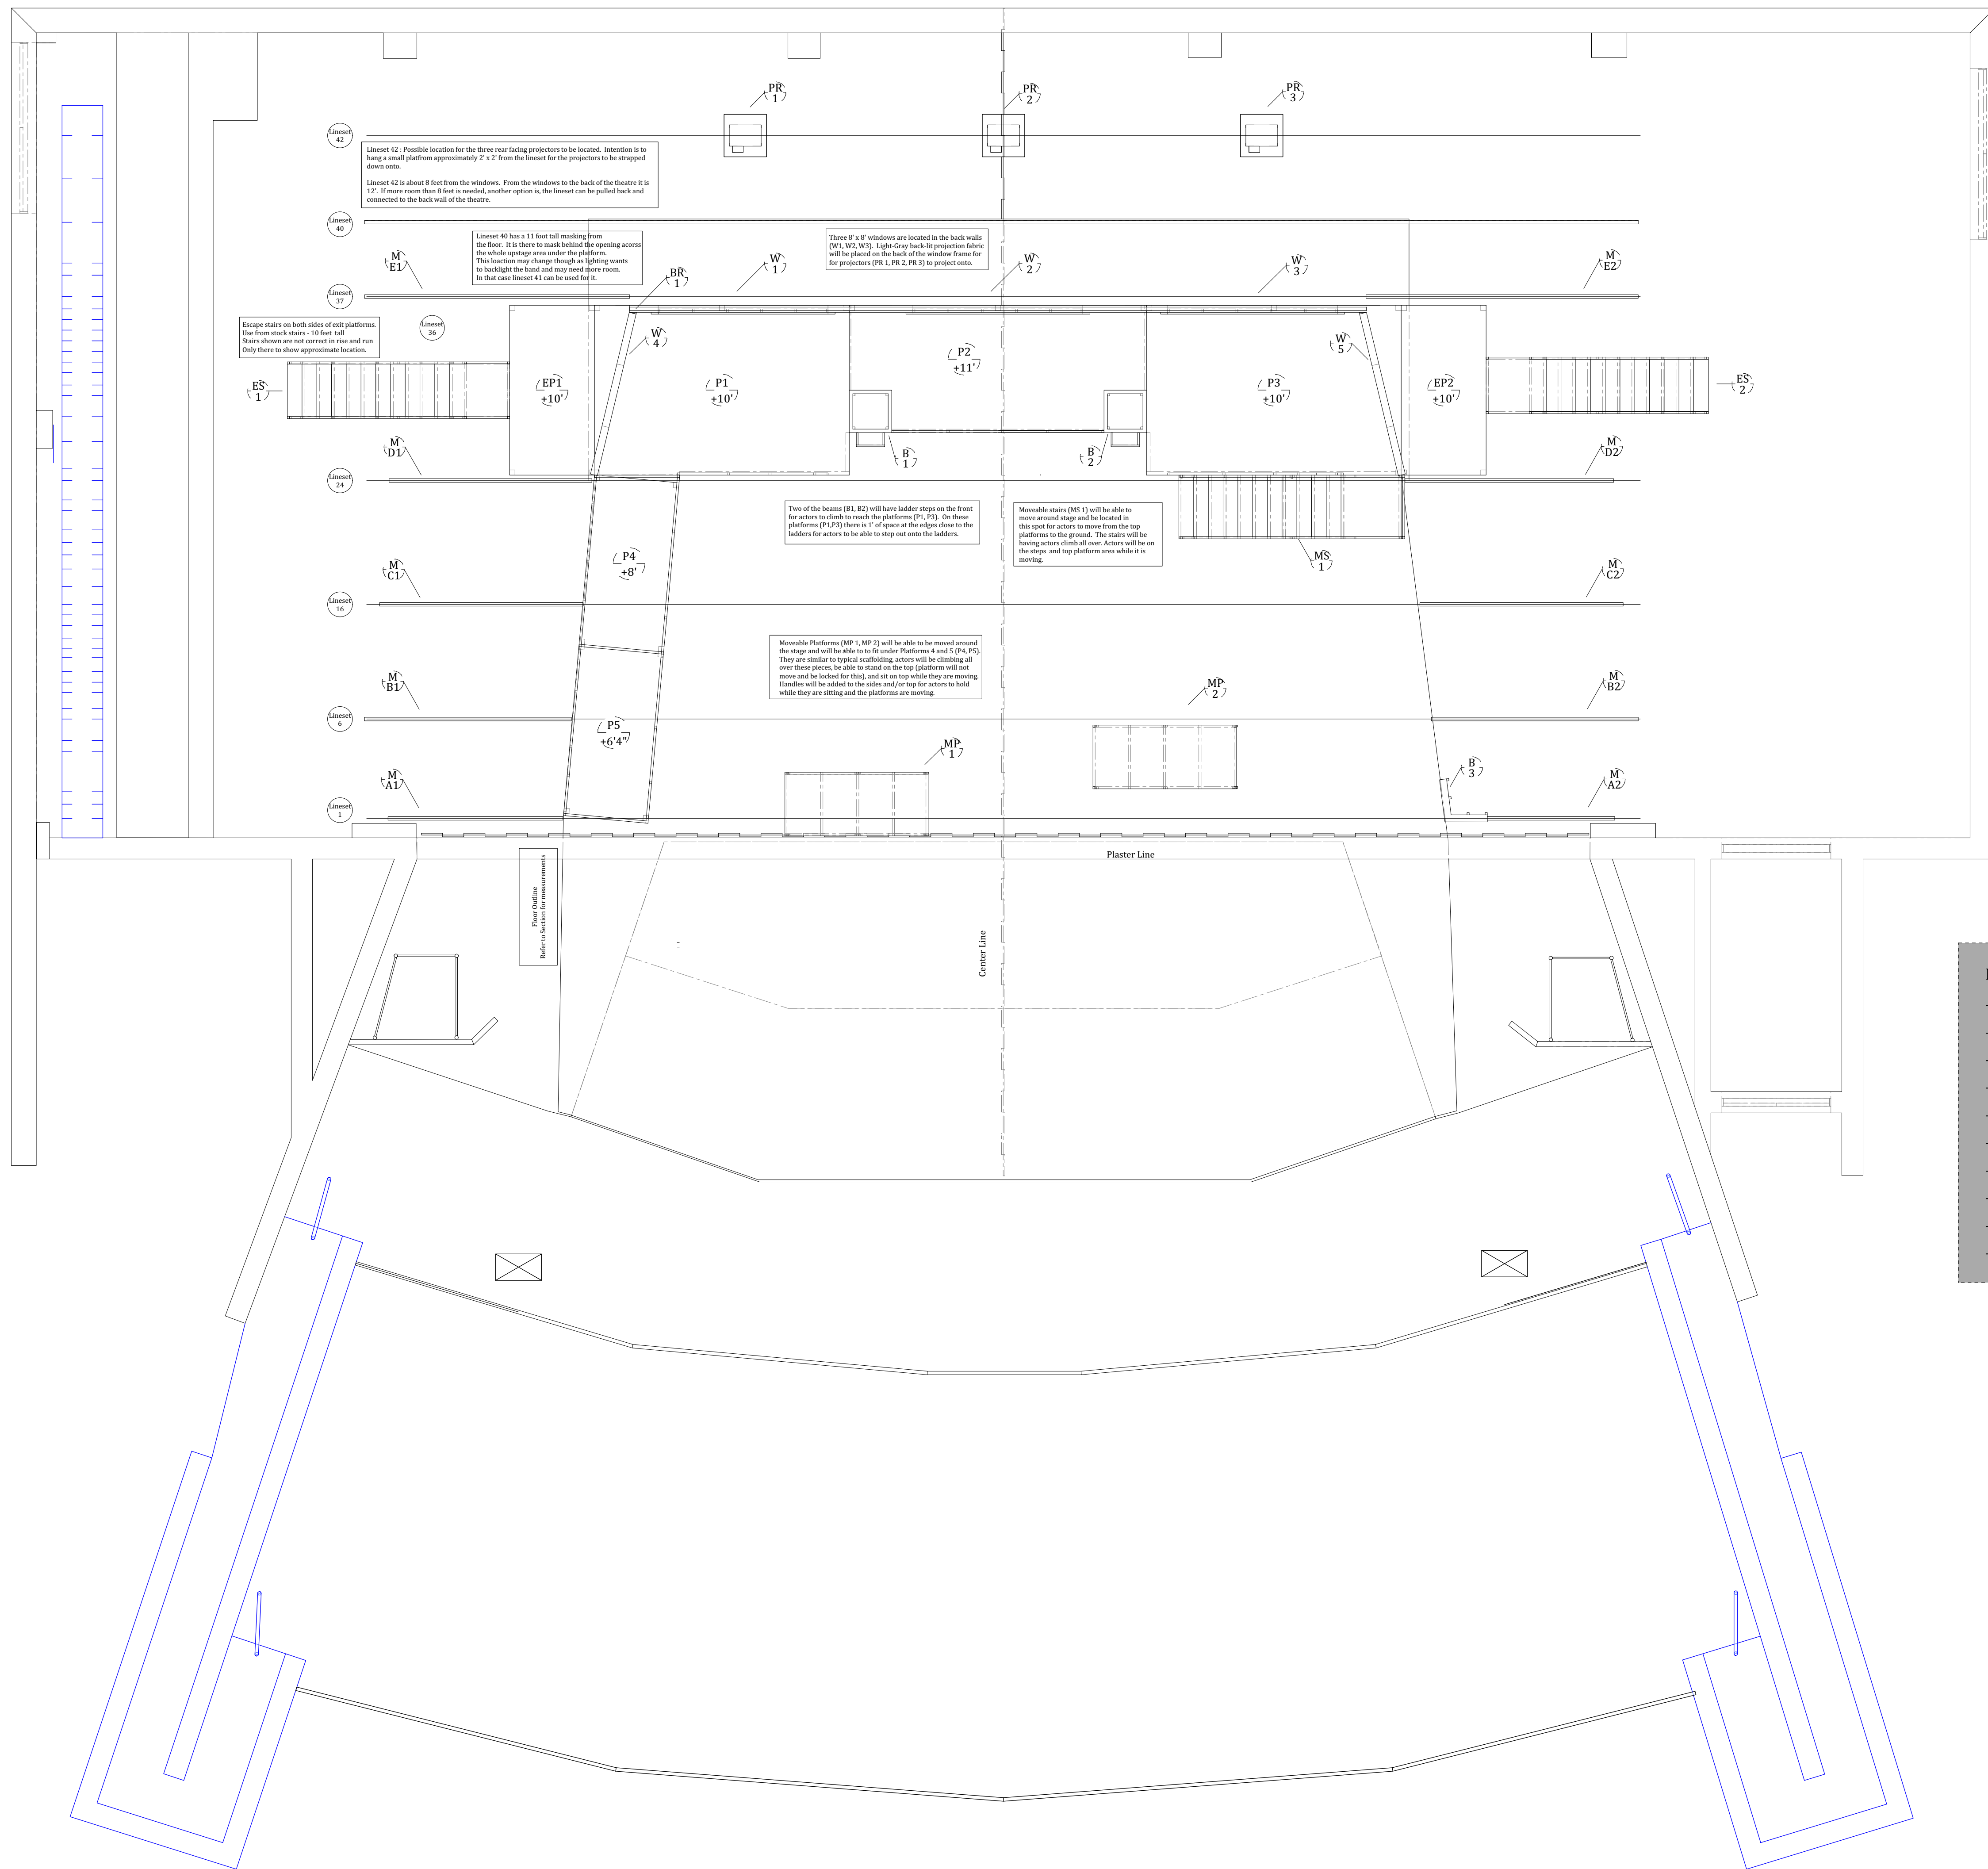 PR
1
PR
2
PR
3
Lineset
42
Lineset 42 : Possible location for the three rear facing projectors to be located. Intention is to
hang a small platfrom approximately 2' x 2' from the lineset for the projectors to be strapped
down onto.
Lineset 42 is about 8 feet from the windows. From the windows to the back of the theatre it is
12'. If more room than 8 feet is needed, another option is, the lineset can be pulled back and
connected to the back wall of the theatre.
Lineset
40
Lineset 40 has a 11 foot tall masking from
the floor. It is there to mask behind the opening acorss
the whole upstage area under the platform.
This loaction may change though as lighting wants
to backlight the band and may need more room.
In that case lineset 41 can be used for it.
Three 8' x 8' windows are located in the back walls
(W1, W2, W3). Light-Gray back-lit projection fabric
will be placed on the back of the window frame for
for projectors (PR 1, PR 2, PR 3) to project onto.
M
E1
BR
1
W
1
W
2
W
3
M
E2
Lineset
37
Escape stairs on both sides of exit platforms.
Use from stock stairs - 10 feet tall
Stairs shown are not correct in rise and run
Only there to show approximate location.
Lineset
36
W
4
W
5
P2
+11'
ES
1
EP1
+10'
P1
+10'
P3
+10'
EP2
+10'
ES
2
M
D1
B
1
B
2
M
D2
Lineset
24
Two of the beams (B1, B2) will have ladder steps on the front
for actors to climb to reach the platforms (P1, P3). On these
platforms (P1,P3) there is 1' of space at the edges close to the
ladders for actors to be able to step out onto the ladders.
Moveable stairs (MS 1) will be able to
move around stage and be located in
this spot for actors to move from the top
platforms to the ground. The stairs will be
having actors climb all over. Actors will be on
the steps and top platform area while it is
moving.
P4
+8'
MS
1
M
C1
M
C2
Lineset
16
Moveable Platforms (MP 1, MP 2) will be able to be moved around
the stage and will be able to to fit under Platforms 4 and 5 (P4, P5).
They are similar to typical scaffolding, actors will be climbing all
over these pieces, be able to stand on the top (platform will not
move and be locked for this), and sit on top while they are moving.
Handles will be added to the sides and/or top for actors to hold
while they are sitting and the platforms are moving.
M
B1
MP
2
M
B2
Lineset
6
P5
+6'4"
MP
1
B
3
M
A1
M
A2
Lineset
1
Plaster Line
Floor Outline
Refer to Section for measurements
Center Line